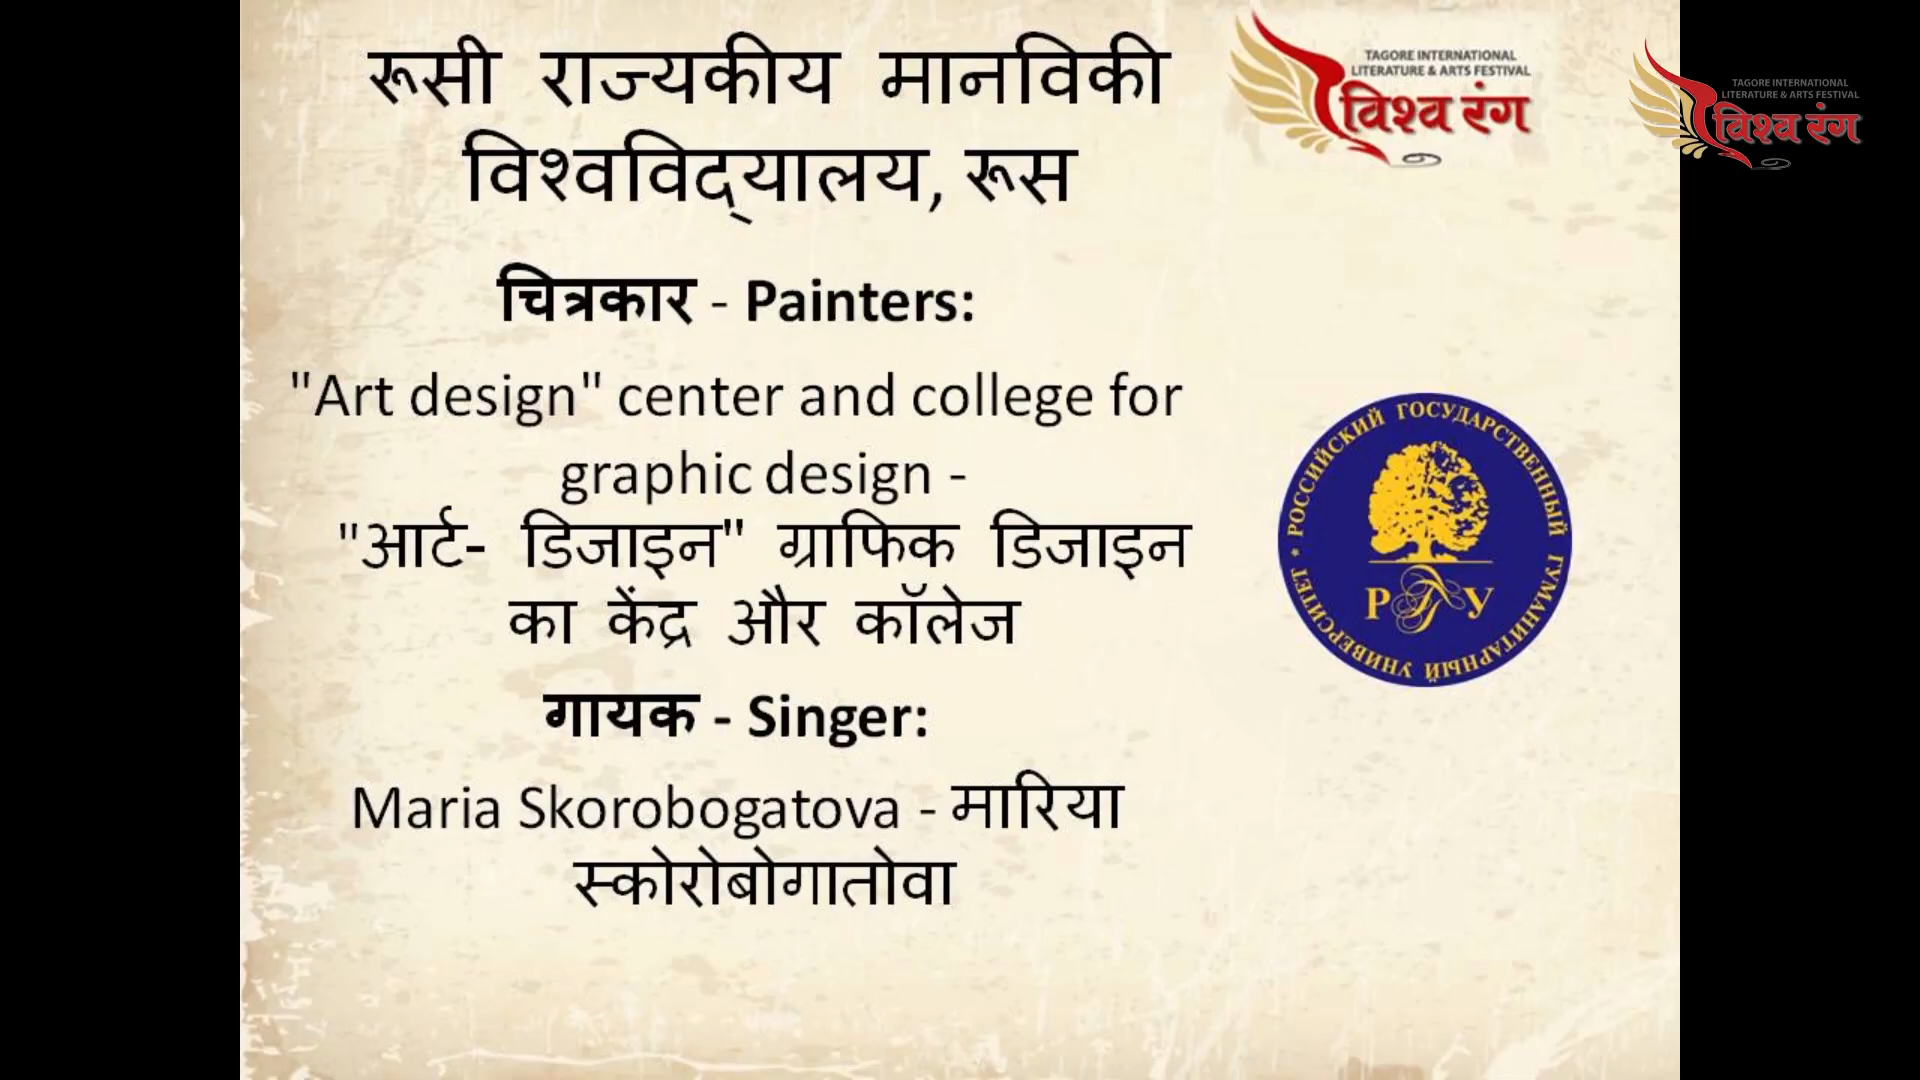 रूसी राज्यकीय मानविकी
विश्वविद्‌यालय, रूस
TAGORE INTERNATIONAL
LITERATURE & ARTS FESTIVAL
विश्व रंग
TAGORE INTERNATIONAL
LITERATURE & ARTS FESTIVAL
विश्व रंग
चित्रकार - Painters:
"Art design" center and college for
graphic design -
"आर्ट- डिजाइन" ग्राफिक डिजाइन
का केंद्र और कॉलेज
गायक - Singer:
Maria Skorobogatova - मारिया
स्कोरोबोगातोवा
РОССИЙСКИЙ ГОСУДАРСТВЕННЫЙ ГУМАНИТАРНЫЙ УНИВЕРСИТЕТ *
РГГУ